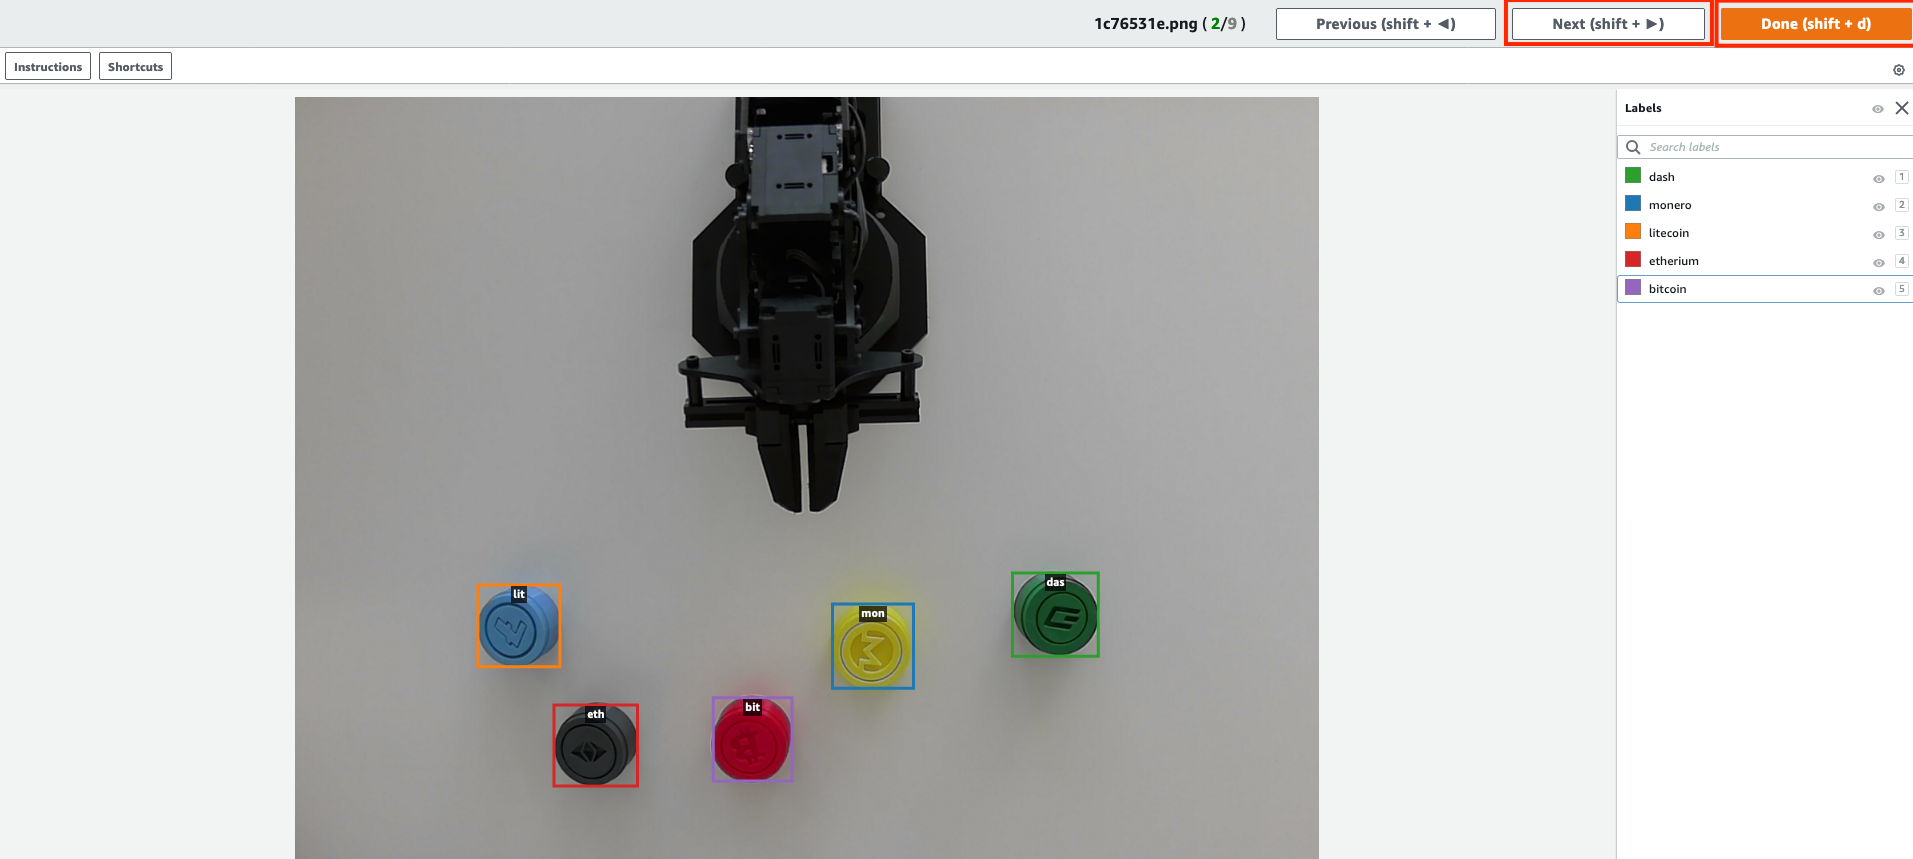 1c76531e.png ( 2/9 )
Previous (shift + ◄)
Next (shift + ►)
Done (shift + d)
Instructions
Shortcuts
Labels
Search labels
dash 1
monero 2
litecoin 3
etherium 4
bitcoin 5
das
lit
mon
bit
eth